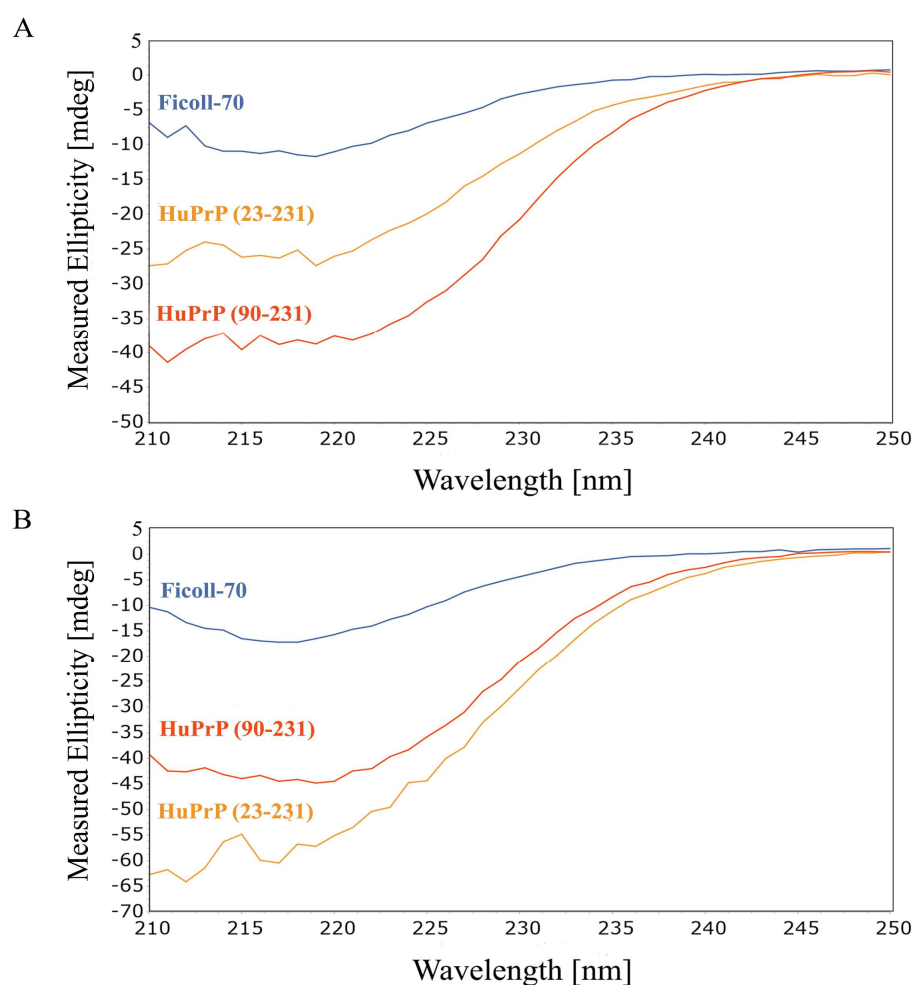 A
5
0
-5
-10
-15
-20
-25
-30
-35
-40
-45
-50
Measured Ellipticity [mdeg]
Ficoll-70
HuPrP (23-231)
HuPrP (90-231)
210 215 220 225 230 235 240 245 250
Wavelength [nm]
B
5
0
-5
-10
-15
-20
-25
-30
-35
-40
-45
-50
-55
-60
-65
-70
Measured Ellipticity [mdeg]
Ficoll-70
HuPrP (90-231)
HuPrP (23-231)
210 215 220 225 230 235 240 245 250
Wavelength [nm]